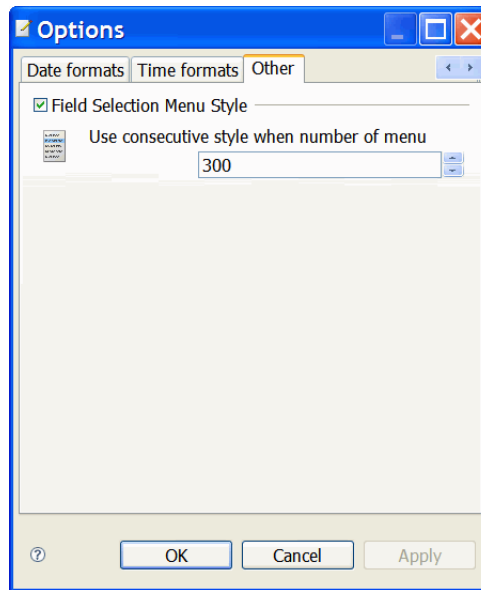 Options
Date formats Time formats Other
Field Selection Menu Style
Use consecutive style when number of menu
300
OK Cancel Apply